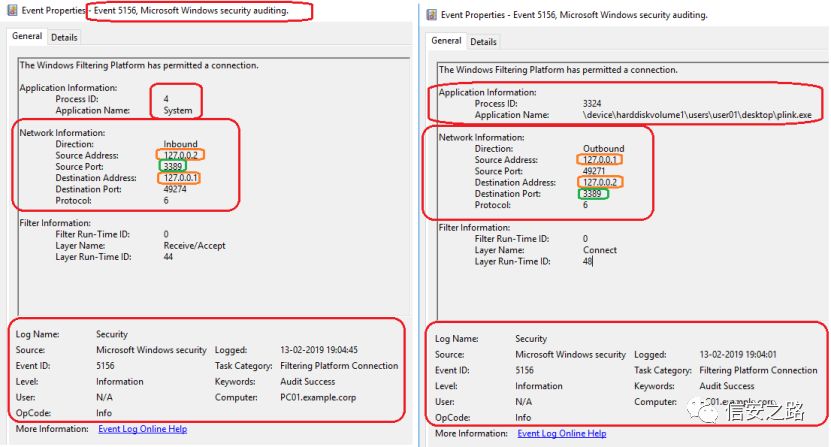 Event Properties - Event 5156, Microsoft Windows security auditing.
General Details
The Windows Filtering Platform has permitted a connection.
Application Information:
Process ID: 4
Application Name: System
Network Information:
Direction: Inbound
Source Address: 127.0.0.2
Source Port: 3389
Destination Address: 127.0.0.1
Destination Port: 49274
Protocol: 6
Filter Information:
Filter Run-Time ID: 0
Layer Name: Receive/Accept
Layer Run-Time ID: 44
Log Name: Security
Source: Microsoft Windows security Logged: 13-02-2019 19:04:45
Event ID: 5156 Task Category: Filtering Platform Connection
Level: Information Keywords: Audit Success
User: N/A Computer: PC01.example.corp
OpCode: Info
More Information: Event Log Online Help
Event Properties - Event 5156, Microsoft Windows security auditing.
General Details
The Windows Filtering Platform has permitted a connection.
Application Information:
Process ID: 3324
Application Name: \device\harddiskvolume1\users\user01\desktop\plink.exe
Network Information:
Direction: Outbound
Source Address: 127.0.0.1
Source Port: 49271
Destination Address: 127.0.0.2
Destination Port: 3389
Protocol: 6
Filter Information:
Filter Run-Time ID: 0
Layer Name: Connect
Layer Run-Time ID: 48
Log Name: Security
Source: Microsoft Windows security Logged: 13-02-2019 19:04:01
Event ID: 5156 Task Category: Filtering Platform Connection
Level: Information Keywords: Audit Success
User: N/A Computer: PC01.example.corp
OpCode: Info
More Information: Event Log Online Help
信安之路